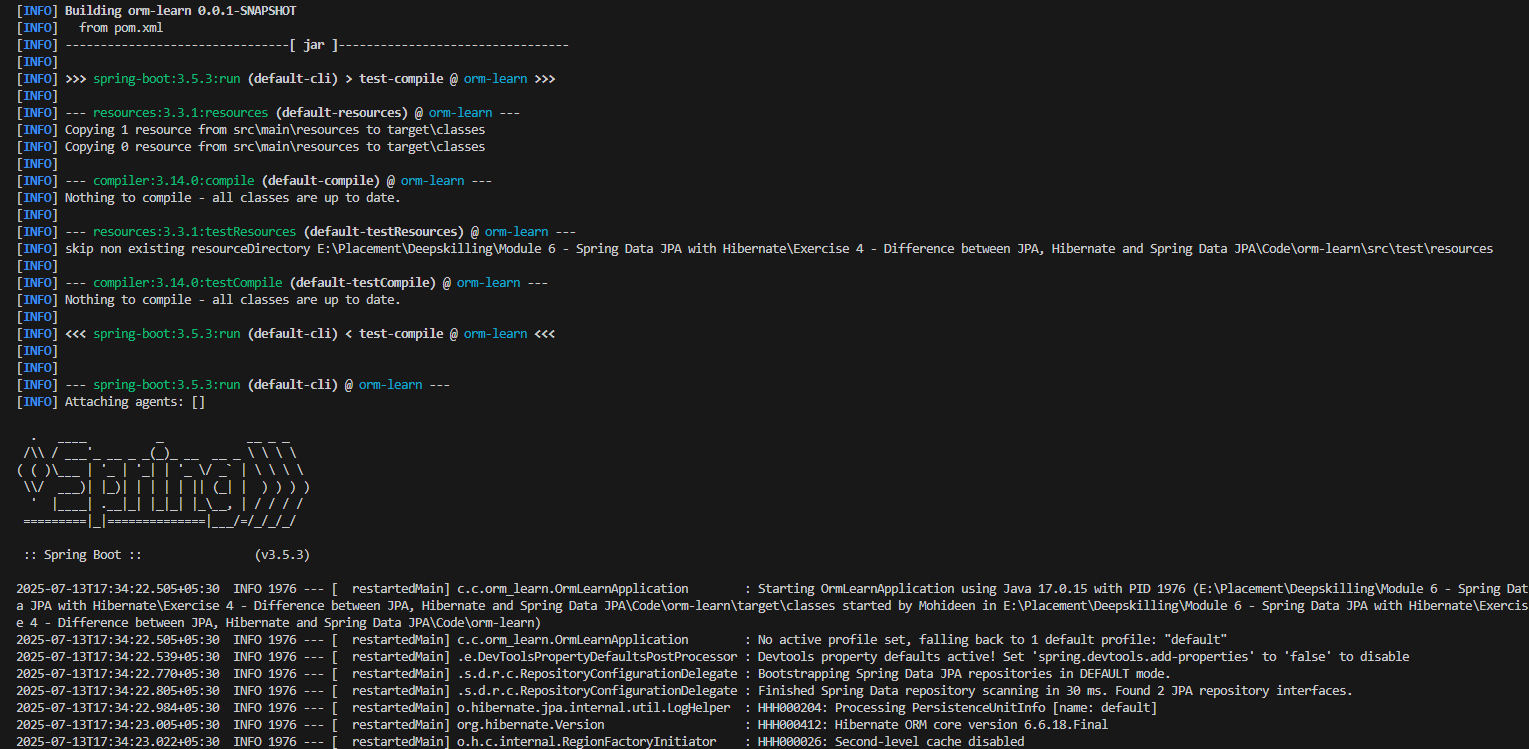 [INFO] Building orm-learn 0.0.1-SNAPSHOT
[INFO]   from pom.xml
[INFO] --------------------------------[ jar ]---------------------------------
[INFO]
[INFO] >>> spring-boot:3.5.3:run (default-cli) > test-compile @ orm-learn >>>
[INFO]
[INFO] --- resources:3.3.1:resources (default-resources) @ orm-learn ---
[INFO] Copying 1 resource from src\main\resources to target\classes
[INFO] Copying 0 resource from src\main\resources to target\classes
[INFO]
[INFO] --- compiler:3.14.0:compile (default-compile) @ orm-learn ---
[INFO] Nothing to compile - all classes are up to date.
[INFO]
[INFO] --- resources:3.3.1:testResources (default-testResources) @ orm-learn ---
[INFO] skip non existing resourceDirectory E:\Placement\Deepskilling\Module 6 - Spring Data JPA with Hibernate\Exercise 4 - Difference between JPA, Hibernate and Spring Data JPA\Code\orm-learn\src\test\resources
[INFO]
[INFO] --- compiler:3.14.0:testCompile (default-testCompile) @ orm-learn ---
[INFO] Nothing to compile - all classes are up to date.
[INFO]
[INFO] <<< spring-boot:3.5.3:run (default-cli) < test-compile @ orm-learn <<<
[INFO]
[INFO]
[INFO] --- spring-boot:3.5.3:run (default-cli) @ orm-learn ---
[INFO] Attaching agents: []
  .   ____          _            __ _ _
 /\\ / ___'_ __ _ _(_)_ __  __ _ \ \ \ \
( ( )\___ | '_ | '_| | '_ \/ _` | \ \ \ \
 \\/  ___)| |_)| | | | | || (_| |  ) ) ) )
  '  |____| .__|_| |_|_| |_\__, | / / / /
 =========|_|==============|___/=/_/_/_/
 :: Spring Boot ::                (v3.5.3)
2025-07-13T17:34:22.505+05:30  INFO 1976 --- [  restartedMain] c.c.orm_learn.OrmLearnApplication        : Starting OrmLearnApplication using Java 17.0.15 with PID 1976 (E:\Placement\Deepskilling\Module 6 - Spring Dat
a JPA with Hibernate\Exercise 4 - Difference between JPA, Hibernate and Spring Data JPA\Code\orm-learn\target\classes started by Mohideen in E:\Placement\Deepskilling\Module 6 - Spring Data JPA with Hibernate\Exercis
e 4 - Difference between JPA, Hibernate and Spring Data JPA\Code\orm-learn)
2025-07-13T17:34:22.505+05:30  INFO 1976 --- [  restartedMain] c.c.orm_learn.OrmLearnApplication        : No active profile set, falling back to 1 default profile: "default"
2025-07-13T17:34:22.539+05:30  INFO 1976 --- [  restartedMain] .e.DevToolsPropertyDefaultsPostProcessor : Devtools property defaults active! Set 'spring.devtools.add-properties' to 'false' to disable
2025-07-13T17:34:22.770+05:30  INFO 1976 --- [  restartedMain] .s.d.r.c.RepositoryConfigurationDelegate : Bootstrapping Spring Data JPA repositories in DEFAULT mode.
2025-07-13T17:34:22.805+05:30  INFO 1976 --- [  restartedMain] .s.d.r.c.RepositoryConfigurationDelegate : Finished Spring Data repository scanning in 30 ms. Found 2 JPA repository interfaces.
2025-07-13T17:34:22.984+05:30  INFO 1976 --- [  restartedMain] o.hibernate.jpa.internal.util.LogHelper  : HHH000204: Processing PersistenceUnitInfo [name: default]
2025-07-13T17:34:23.005+05:30  INFO 1976 --- [  restartedMain] org.hibernate.Version                    : HHH000412: Hibernate ORM core version 6.6.18.Final
2025-07-13T17:34:23.022+05:30  INFO 1976 --- [  restartedMain] o.h.c.internal.RegionFactoryInitiator    : HHH000026: Second-level cache disabled